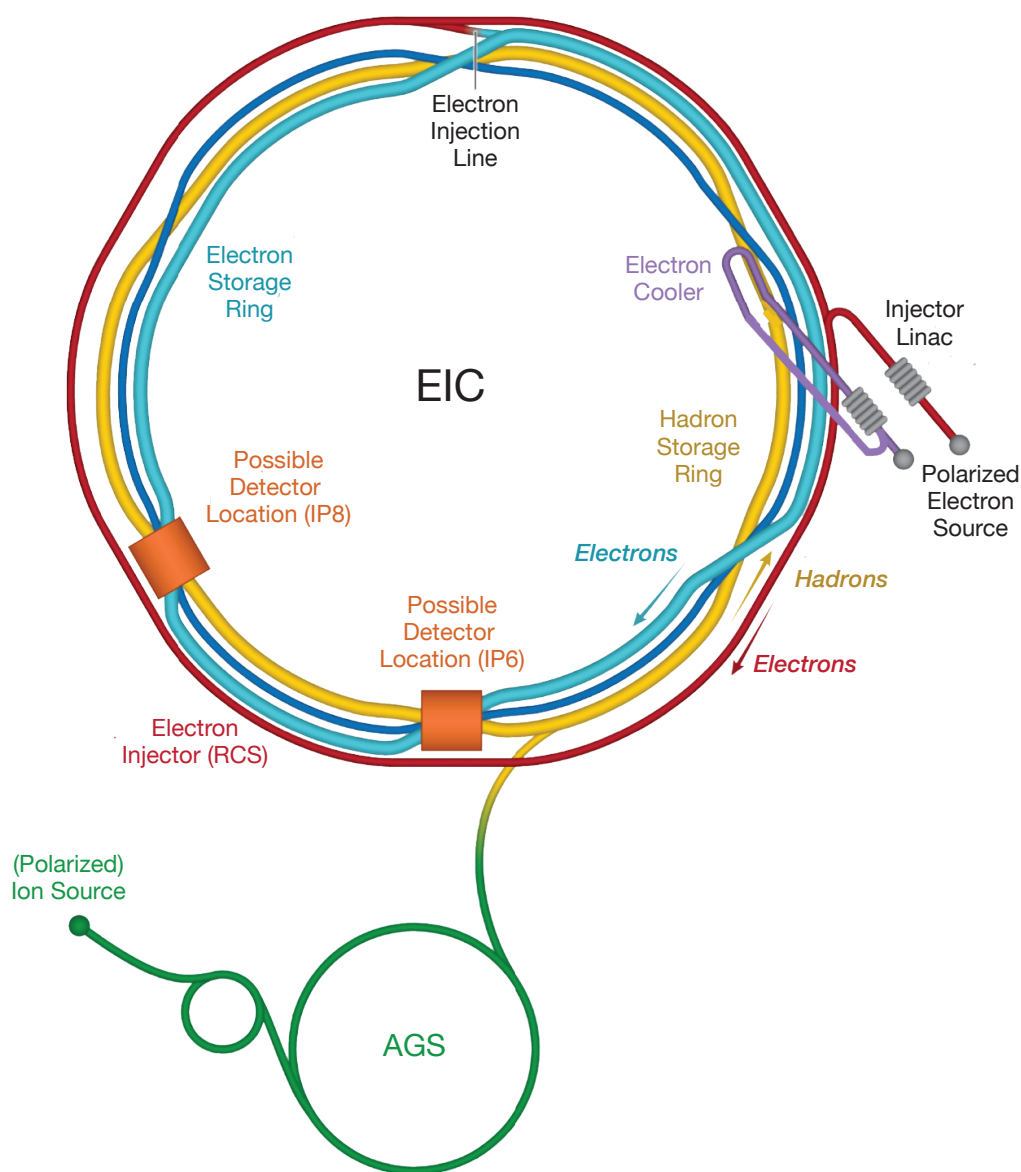 Electron
Injection
Line
Electron
Storage
Ring
Electron
Cooler
Injector
Linac
EIC
Hadron
Storage
Ring
Possible
Detector
Location (IP8)
Polarized
Electron
Source
Electrons
Hadrons
Possible
Detector
Location (IP6)
Electrons
Electron
Injector (RCS)
(Polarized)
Ion Source
AGS